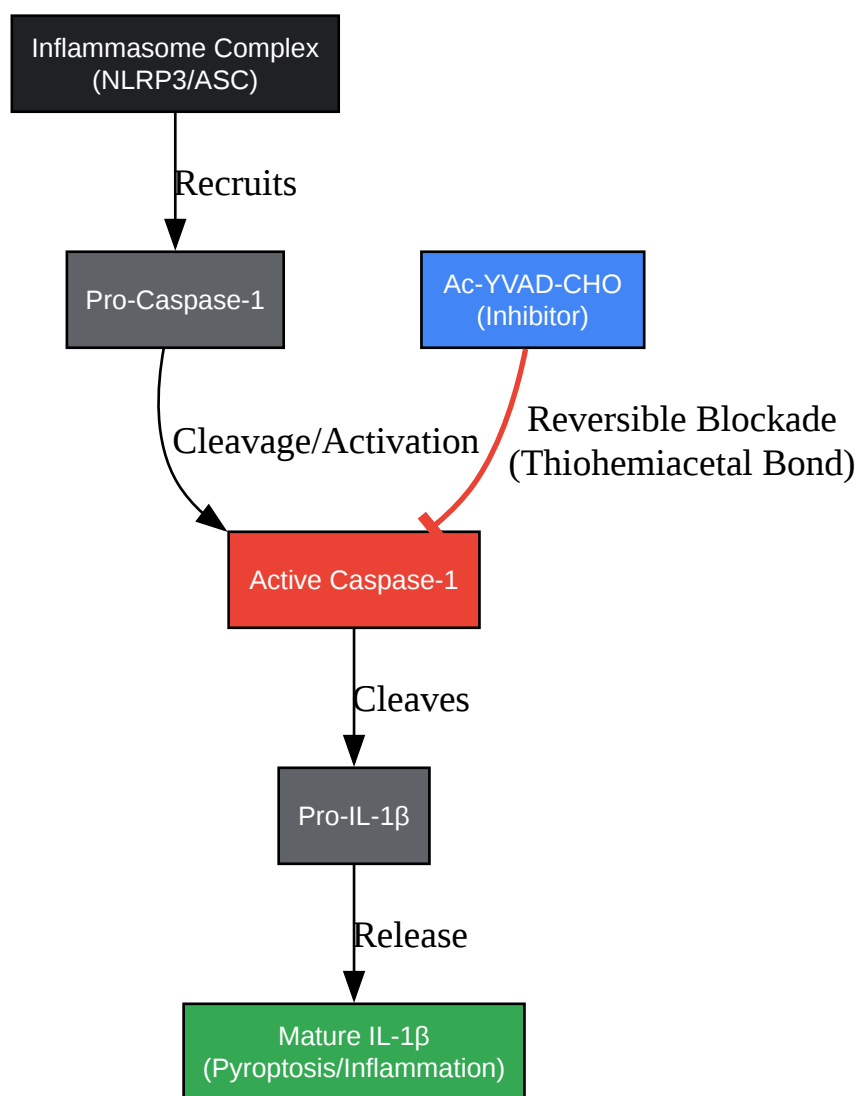 Inflammasome Complex
(NLRP3/ASC)
Recruits
Pro-Caspase-1
Ac-YVAD-CHO
(Inhibitor)
Cleavage/Activation
Reversible Blockade
(Thiohemiacetal Bond)
Active Caspase-1
Cleaves
Pro-IL-1β
Release
Mature IL-1β
(Pyroptosis/Inflammation)